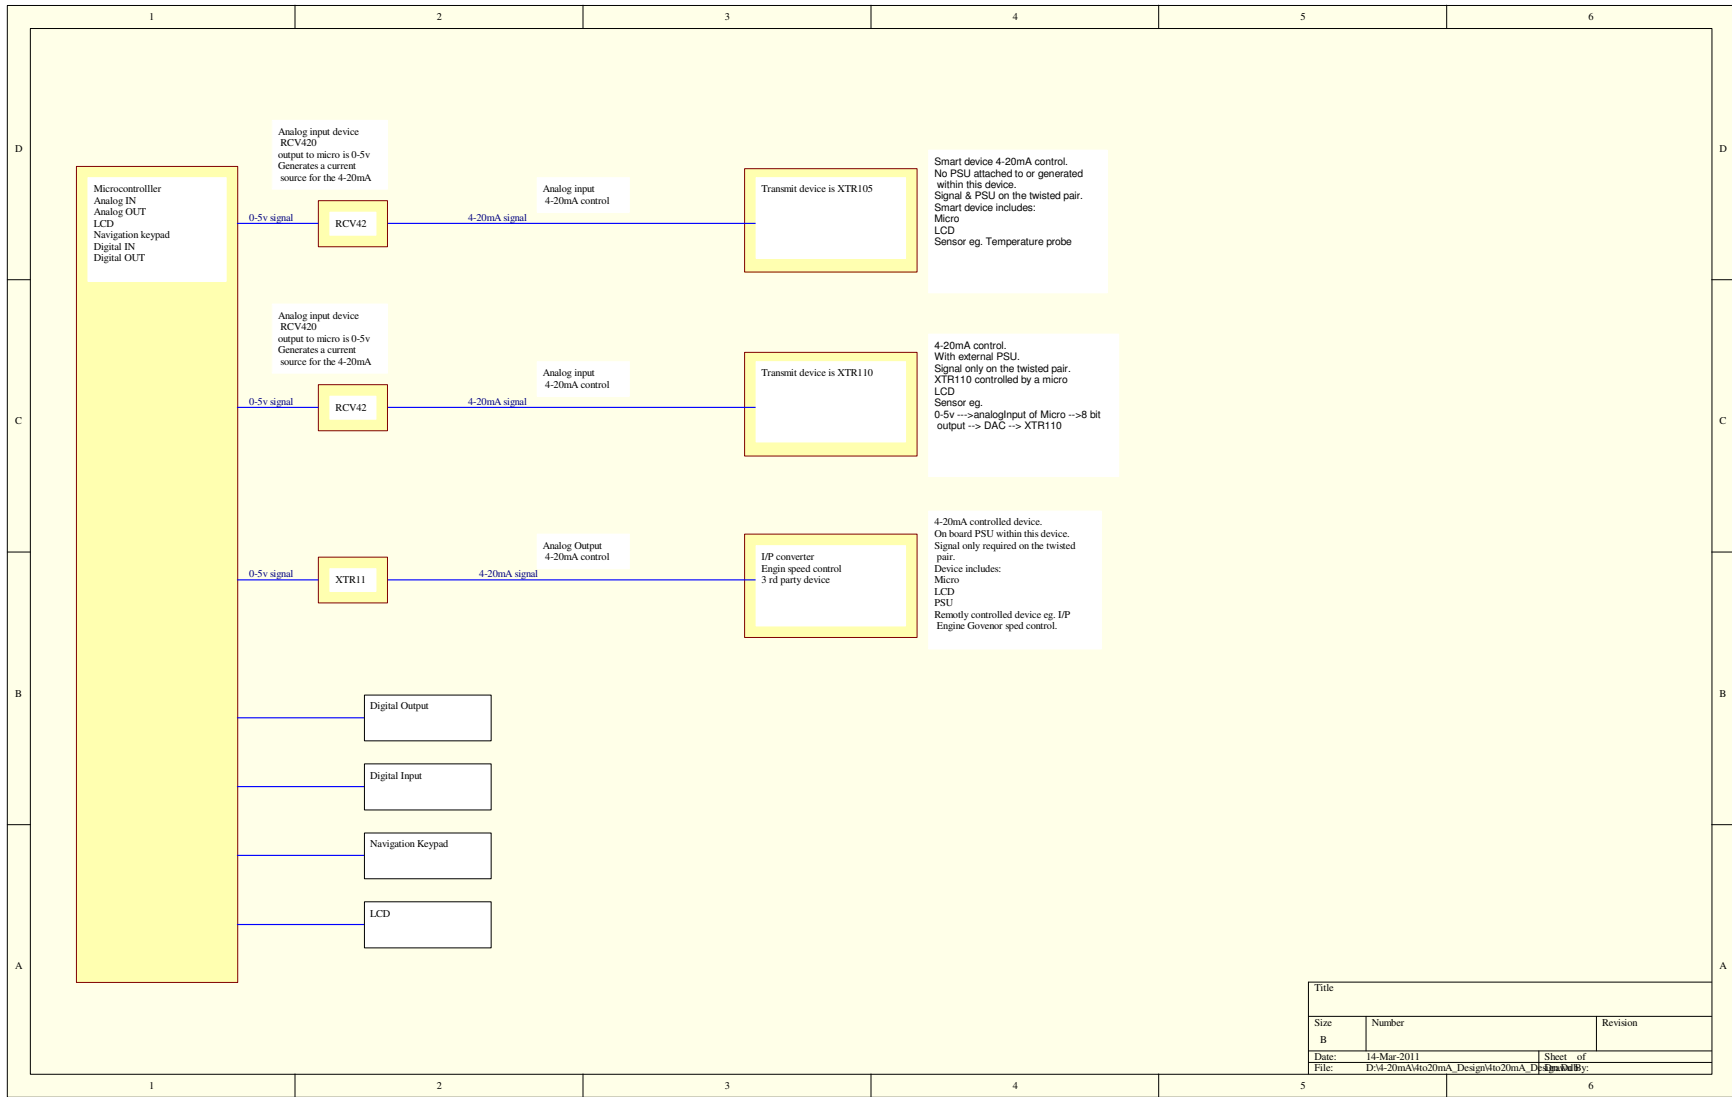 1 2 3 4 5 6
D
D
Analog input device
RCV420
output to micro is 0-5v
Generates a current
source for the 4-20mA
Microcontrolller
Analog IN
Analog OUT
LCD
Navigation keypad
Digital IN
Digital OUT
0-5v signal
RCV42
4-20mA signal
Analog input
4-20mA control
Transmit device is XTR105
Smart device 4-20mA control.
No PSU attached to or generated
within this device.
Signal & PSU on the twisted pair.
Smart device includes:
Micro
LCD
Sensor eg. Temperature probe
Analog input device
RCV420
output to micro is 0-5v
Generates a current
source for the 4-20mA
0-5v signal
RCV42
4-20mA signal
Analog input
4-20mA control
Transmit device is XTR110
4-20mA control.
With external PSU.
Signal only on the twisted pair.
XTR110 controlled by a micro
LCD
Sensor eg.
0-5v --->analogInput of Micro -->8 bit
output --> DAC --> XTR110
C
C
0-5v signal
XTR11
4-20mA signal
Analog Output
4-20mA control
I/P converter
Engin speed control
3 rd party device
4-20mA controlled device.
On board PSU within this device.
Signal only required on the twisted
pair.
Device includes:
Micro
LCD
PSU
Remotly controlled device eg. I/P
Engine Govenor sped control.
B
B
Digital Output
Digital Input
Navigation Keypad
LCD
A
A
Title
Size
B
Number
Revision
Date: 14-Mar-2011
Sheet of
File: D:\4-20mA\4to20mA_Design\4to20mA_Design.Ddb
Drawn By:
1 2 3 4 5 6